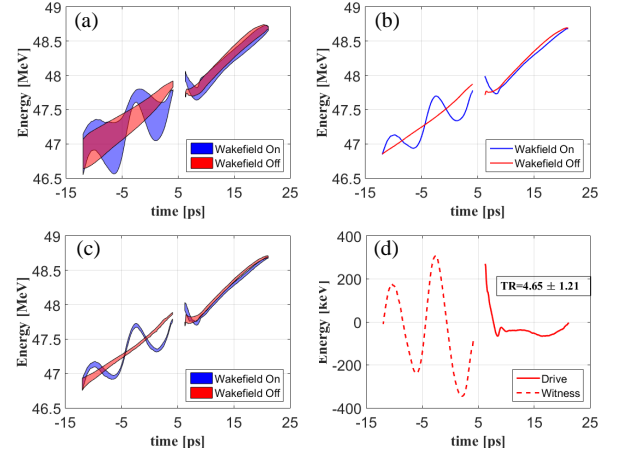 (a)
Energy [MeV]
49
48.5
48
47.5
47
46.5
-15
-5
5
15
25
time [ps]
Wakefield On
Wakefield Off
(b)
Energy [MeV]
49
48.5
48
47.5
47
46.5
-15
-5
5
15
25
time [ps]
Wakfield On
Wakefield Off
(c)
Energy [MeV]
49
48.5
48
47.5
47
46.5
-15
-5
5
15
25
time [ps]
Wakefield On
Wakefield Off
(d)
Energy [keV]
400
200
0
-200
-400
-15
-5
5
15
25
time [ps]
TR=4.65 ± 1.21
Drive
Witness